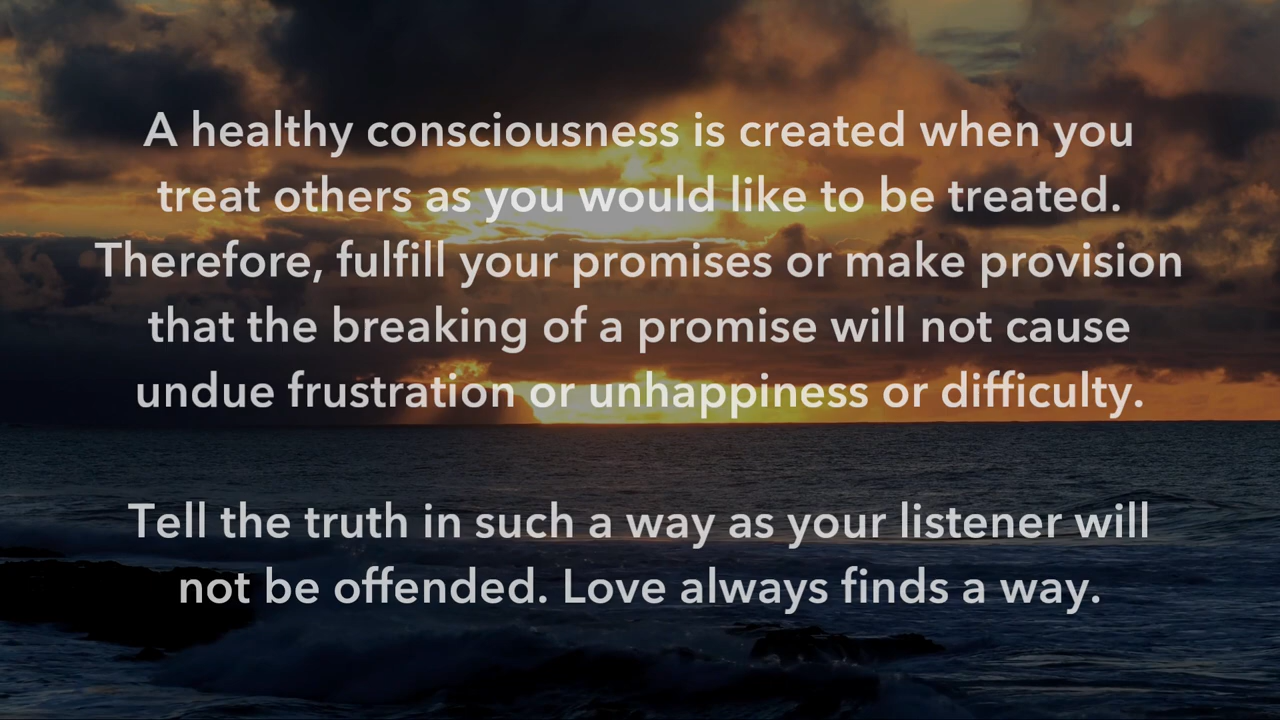 A healthy consciousness is created when you
treat others as you would like to be treated.
Therefore, fulfill your promises or make provision
that the breaking of a promise will not cause
undue frustration or unhappiness or difficulty.
Tell the truth in such a way as your listener will
not be offended. Love always finds a way.